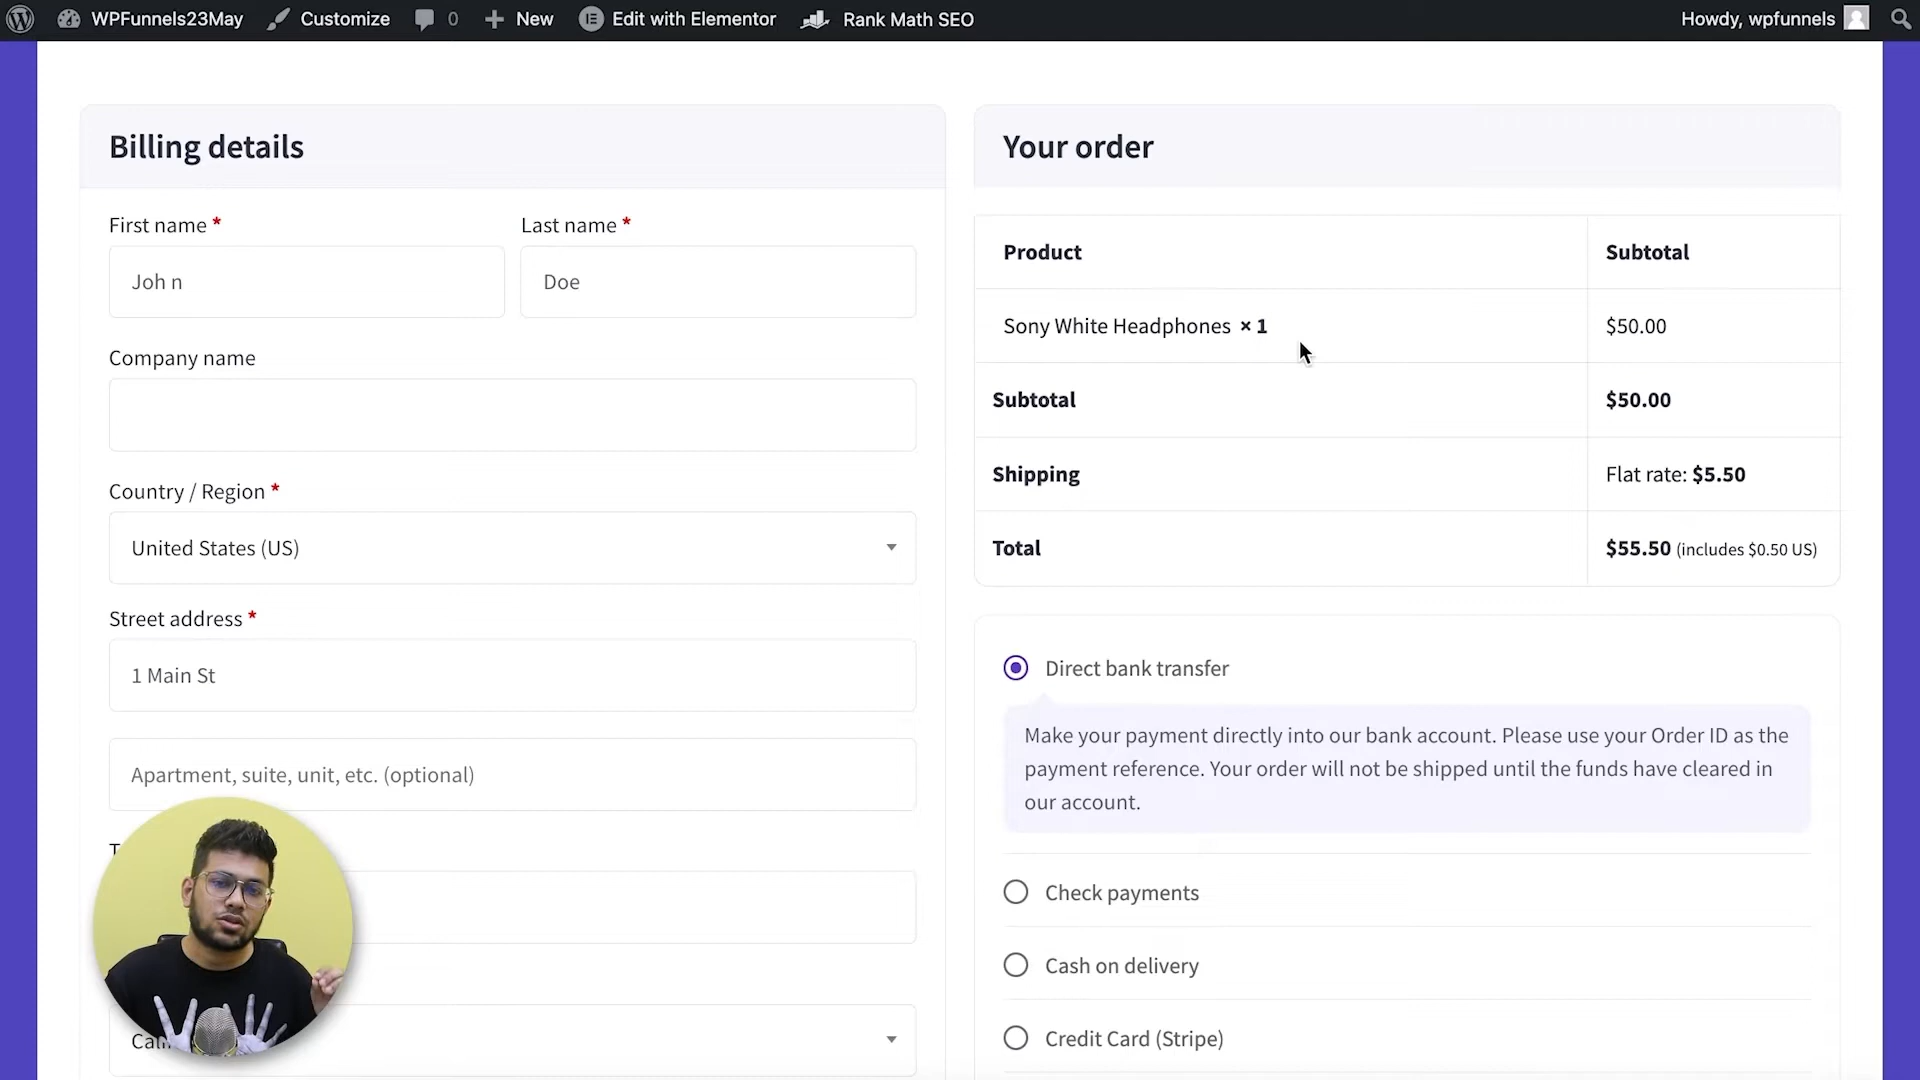 WPFunnels23May Customize 0 New Edit with Elementor Rank Math SEO Howdy, wpfunnels
Billing details
First name *
Last name *
Joh n
Doe
Company name
Country / Region *
United States (US)
Street address *
1 Main St
Apartment, suite, unit, etc. (optional)
T
Cali
Your order
Product Subtotal
Sony White Headphones × 1 $50.00
Subtotal $50.00
Shipping Flat rate: $5.50
Total $55.50 (includes $0.50 US)
Direct bank transfer
Make your payment directly into our bank account. Please use your Order ID as the
payment reference. Your order will not be shipped until the funds have cleared in
our account.
Check payments
Cash on delivery
Credit Card (Stripe)